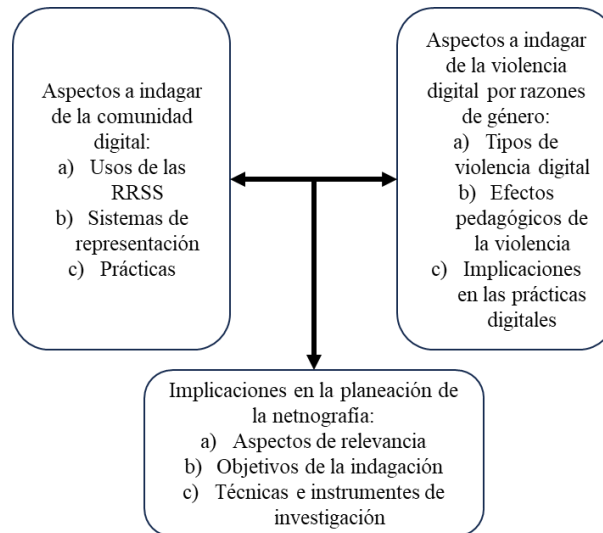 Aspectos a indagar
de la comunidad
digital:
a) Usos de las
RRSS
b) Sistemas de
representación
c) Prácticas
Aspectos a indagar
de la violencia
digital por razones
de género:
a) Tipos de
violencia digital
b) Efectos
pedagógicos de
la violencia
c) Implicaciones
en las prácticas
digitales
Implicaciones en la planeación de
la netnografía:
a) Aspectos de relevancia
b) Objetivos de la indagación
c) Técnicas e instrumentes de
investigación